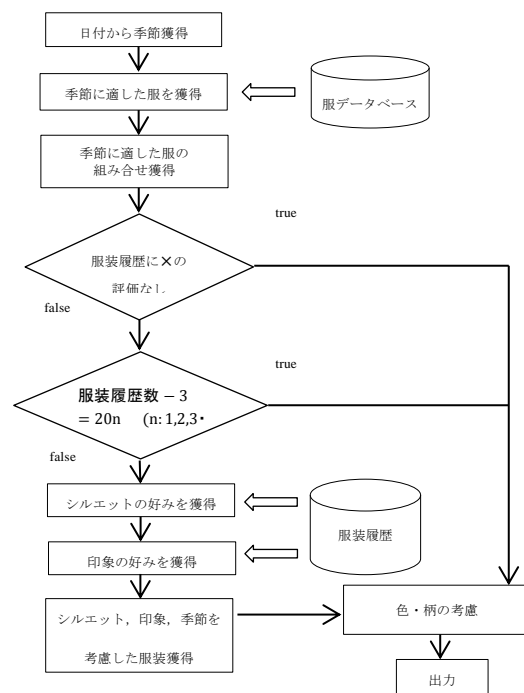 日付から季節獲得
季節に適した服を獲得
服データベース
季節に適した服の
組み合せ獲得
true
服装履歴に×の
評価なし
false
true
服装履歴数 − 3
= 20n (n: 1,2,3・
false
シルエットの好みを獲得
服装履歴
印象の好みを獲得
シルエット，印象，季節を
考慮した服装獲得
色・柄の考慮
出力